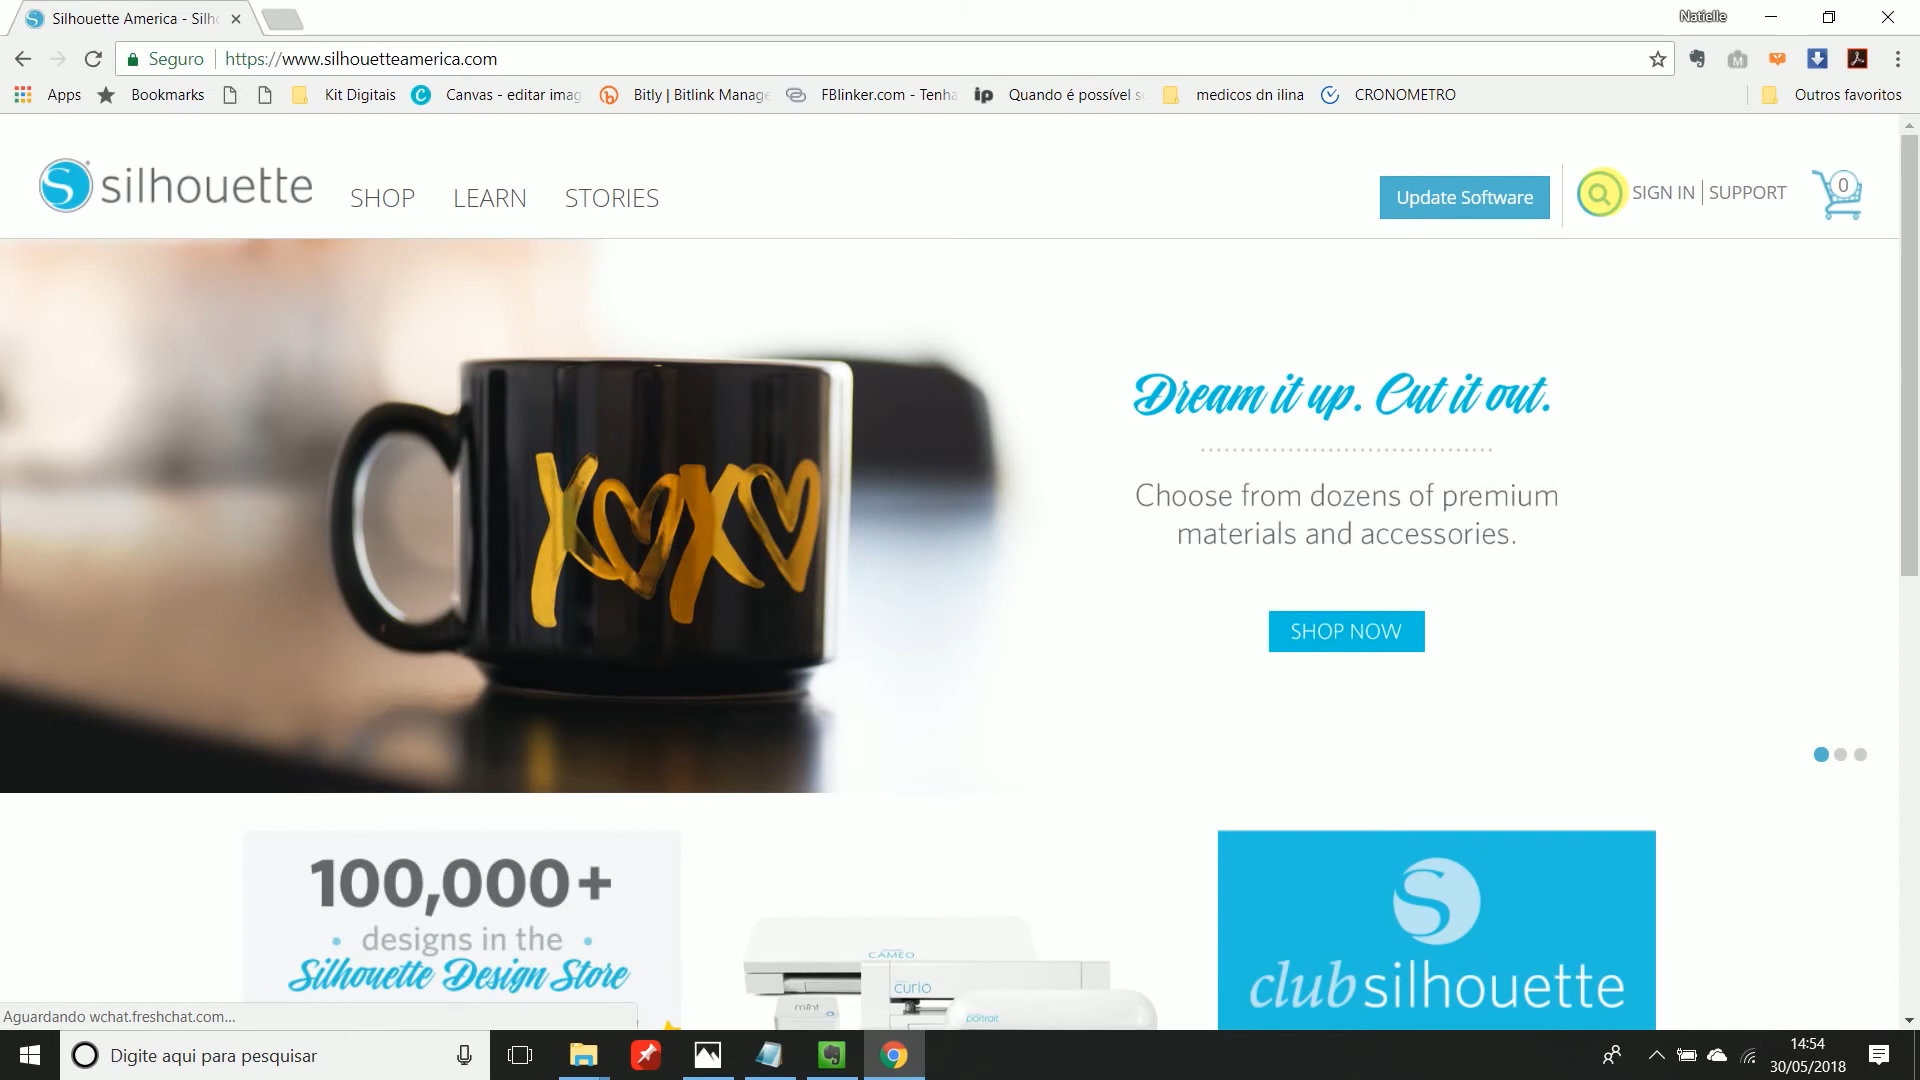 Silhouette America - Silh
Natielle
Seguro
https://www.silhouetteamerica.com
Apps
Bookmarks
Kit Digitais
Canvas - editar imag
Bitly | Bitlink Manage
FBlinker.com - Tenha
ip
Quando é possível s
medicos dn ilina
CRONOMETRO
Outros favoritos
silhouette
SHOP
LEARN
STORIES
Update Software
SIGN IN
SUPPORT
0
XOXO
Dream it up. Cut it out.
Choose from dozens of premium
materials and accessories.
SHOP NOW
100,000+
• designs in the •
Silhouette Design Store
CAMEO
curio
mint
portrait
club silhouette
Aguardando wchat.freshchat.com...
Digite aqui para pesquisar
14:54
30/05/2018